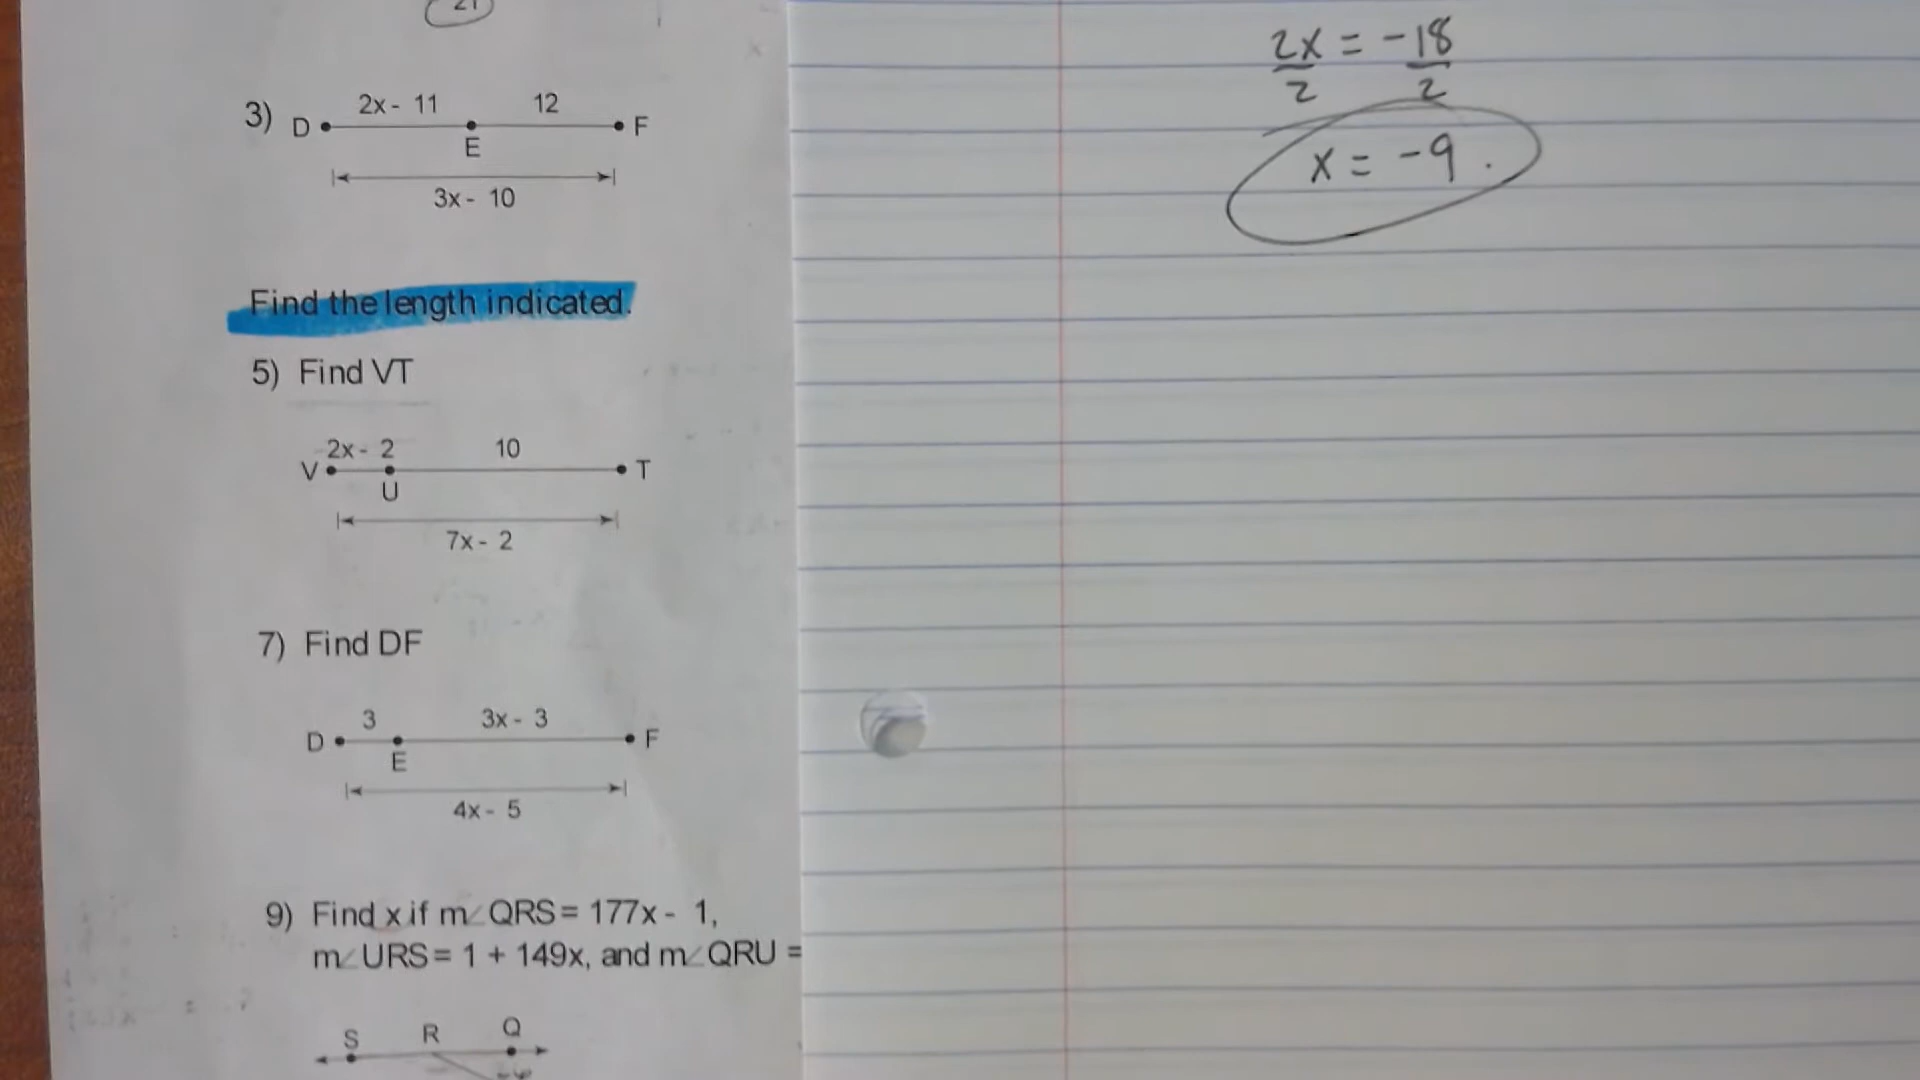 21
3) D 2x - 11 E 12 F
3x - 10
Find the length indicated.
5) Find VT
V 2x - 2 U 10 T
7x - 2
7) Find DF
D 3 E 3x - 3 F
4x - 5
9) Find x if m∠QRS = 177x - 1,
m∠URS = 1 + 149x, and m∠QRU =
S R Q
2x = -18
2 2
x = -9.